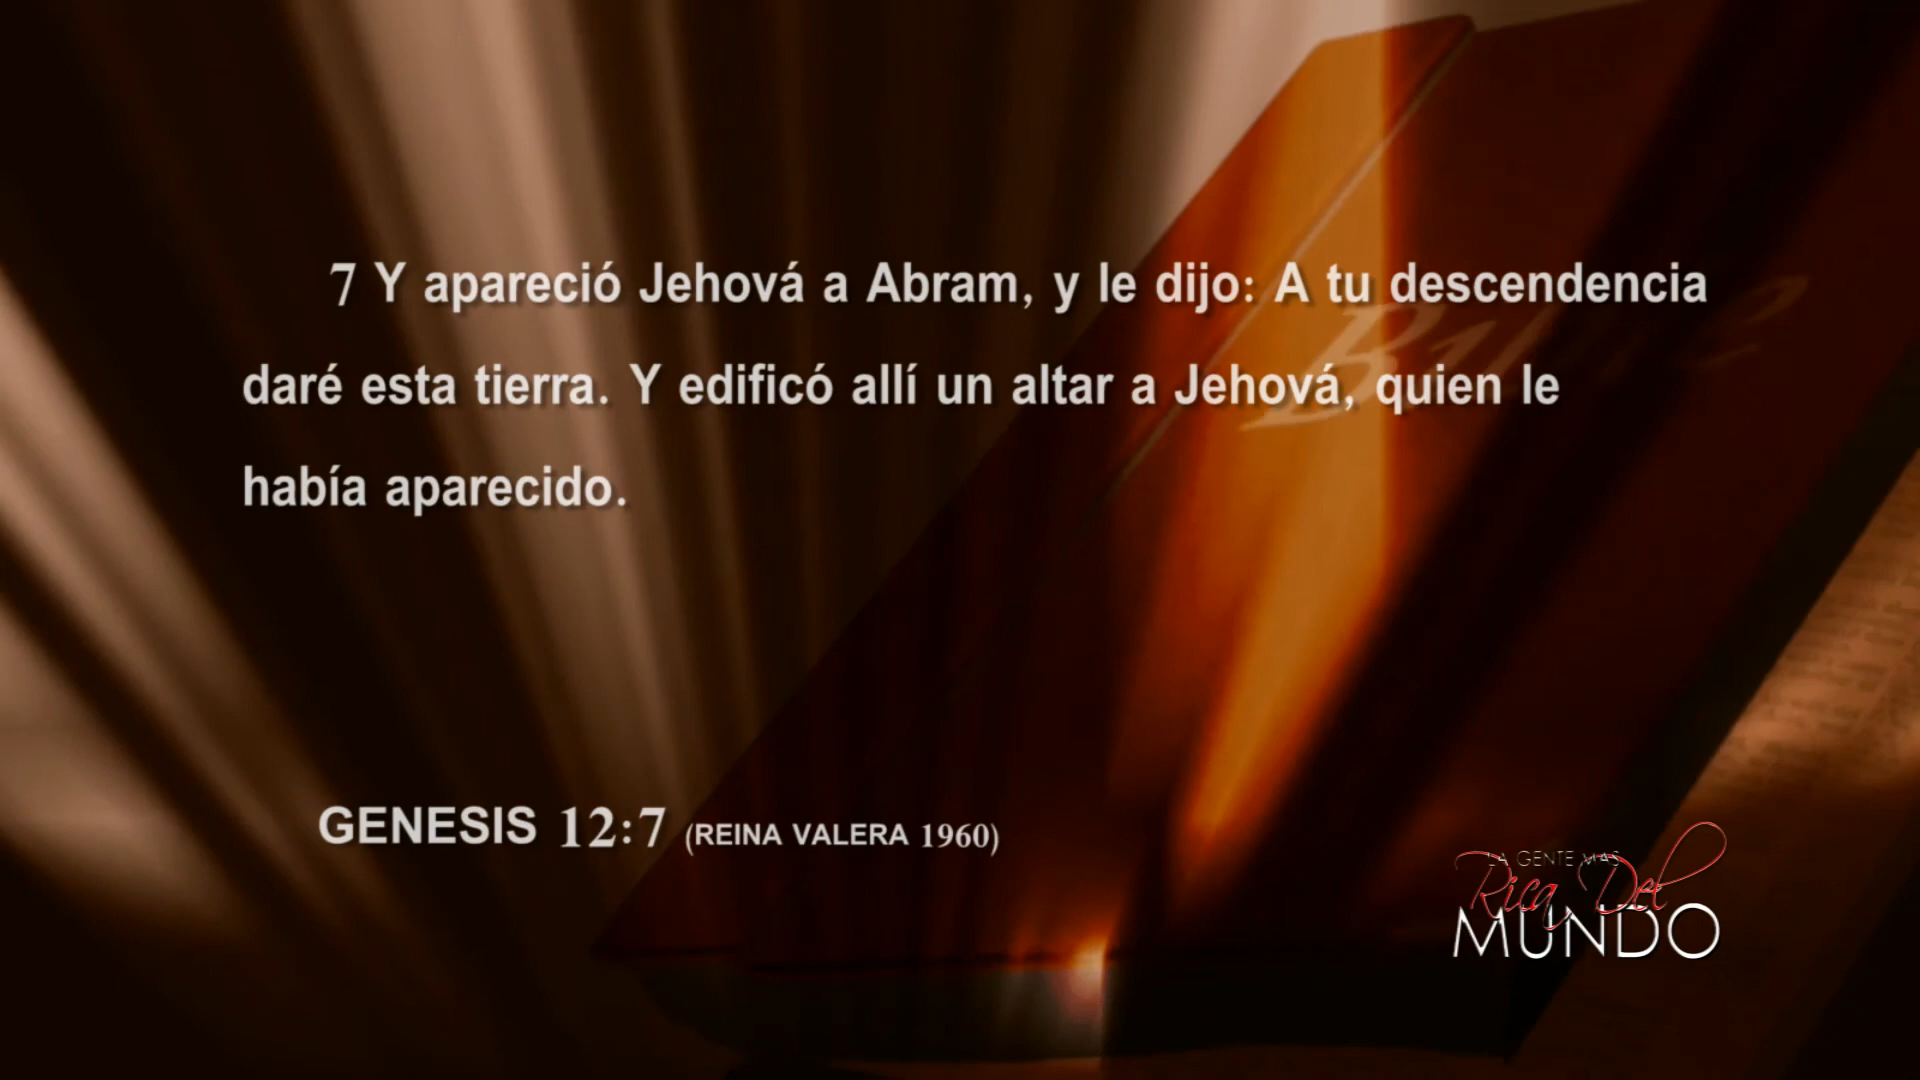 7 Y apareció Jehová a Abram, y le dijo: A tu descendencia
daré esta tierra. Y edificó allí un altar a Jehová, quien le
había aparecido.
GENESIS 12:7 (REINA VALERA 1960)
LA GENTE MAS
Rica Del
MUNDO